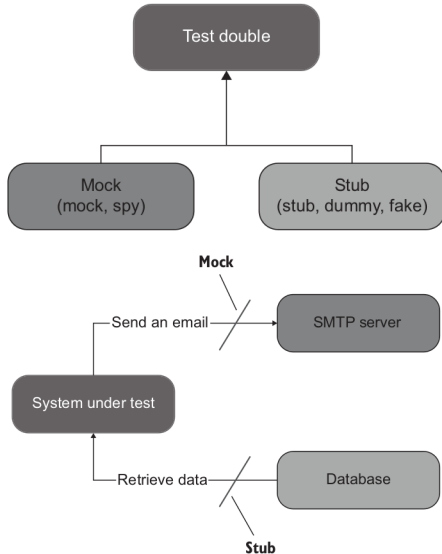 Test double
Mock
(mock, spy)
Stub
(stub, dummy, fake)
Mock
Send an email
SMTP server
System under test
Retrieve data
Database
Stub